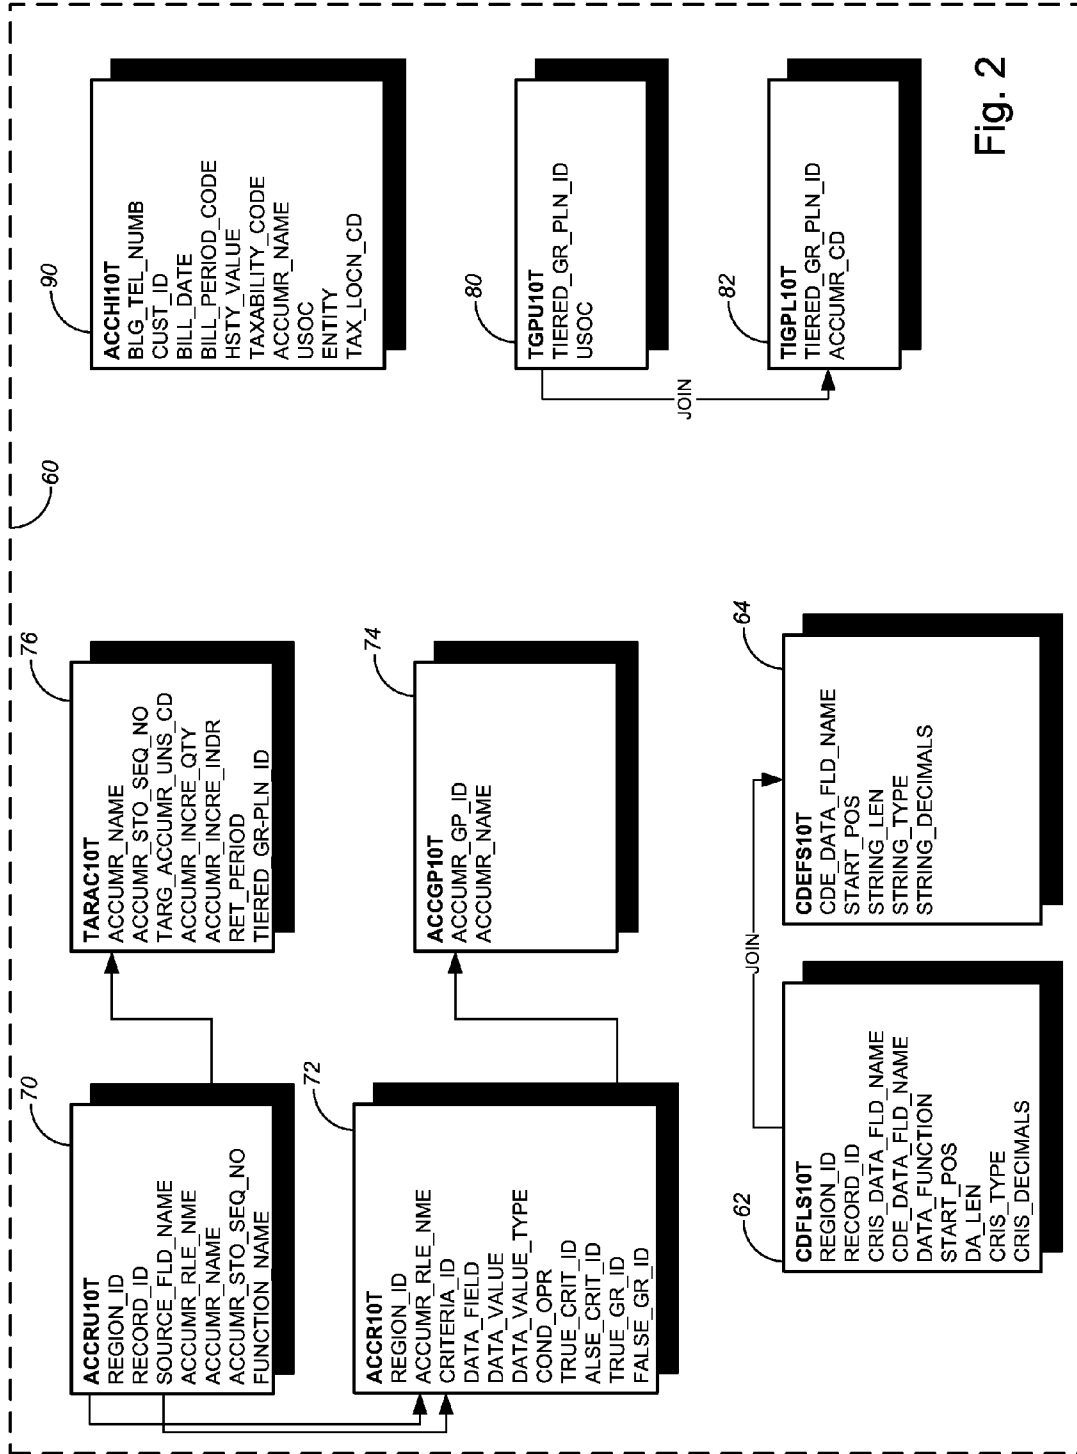 60
70
ACCRU10T
REGION_ID
RECORD_ID
SOURCE_FLD_NAME
ACCUMR_RLE_NME
ACCUMR_NAME
ACCUMR_STO_SEQ_NO
FUNCTION_NAME
76
TARAC10T
ACCUMR_NAME
ACCUMR_STO_SEQ_NO
TARG_ACCUMR_UNS_CD
ACCUMR_INCRE_QTY
ACCUMR_INCRE_INDR
RET_PERIOD
TIERED_GR-PLN_ID
90
ACCHI10T
BLG_TEL_NUMB
CUST_ID
BILL_DATE
BILL_PERIOD_CODE
HSTY_VALUE
TAXABILITY_CODE
ACCUMR_NAME
USOC
ENTITY
TAX_LOCN_CD
72
ACCR10T
REGION_ID
ACCUMR_RLE_NME
CRITERIA_ID
DATA_FIELD
DATA_VALUE
DATA_VALUE_TYPE
COND_OPR
TRUE_CRIT_ID
ALSE_CRIT_ID
TRUE_GR_ID
FALSE_GR_ID
74
ACCGP10T
ACCUMR_GP_ID
ACCUMR_NAME
80
TGPU10T
TIERED_GR_PLN_ID
USOC
JOIN
82
TIGPL10T
TIERED_GR_PLN_ID
ACCUMR_CD
62
CDFLS10T
REGION_ID
RECORD_ID
CRIS_DATA_FLD_NAME
CDE_DATA_FLD_NAME
DATA_FUNCTION
START_POS
DA_LEN
CRIS_TYPE
CRIS_DECIMALS
JOIN
64
CDEFS10T
CDE_DATA_FLD_NAME
START_POS
STRING_LEN
STRING_TYPE
STRING_DECIMALS
Fig. 2